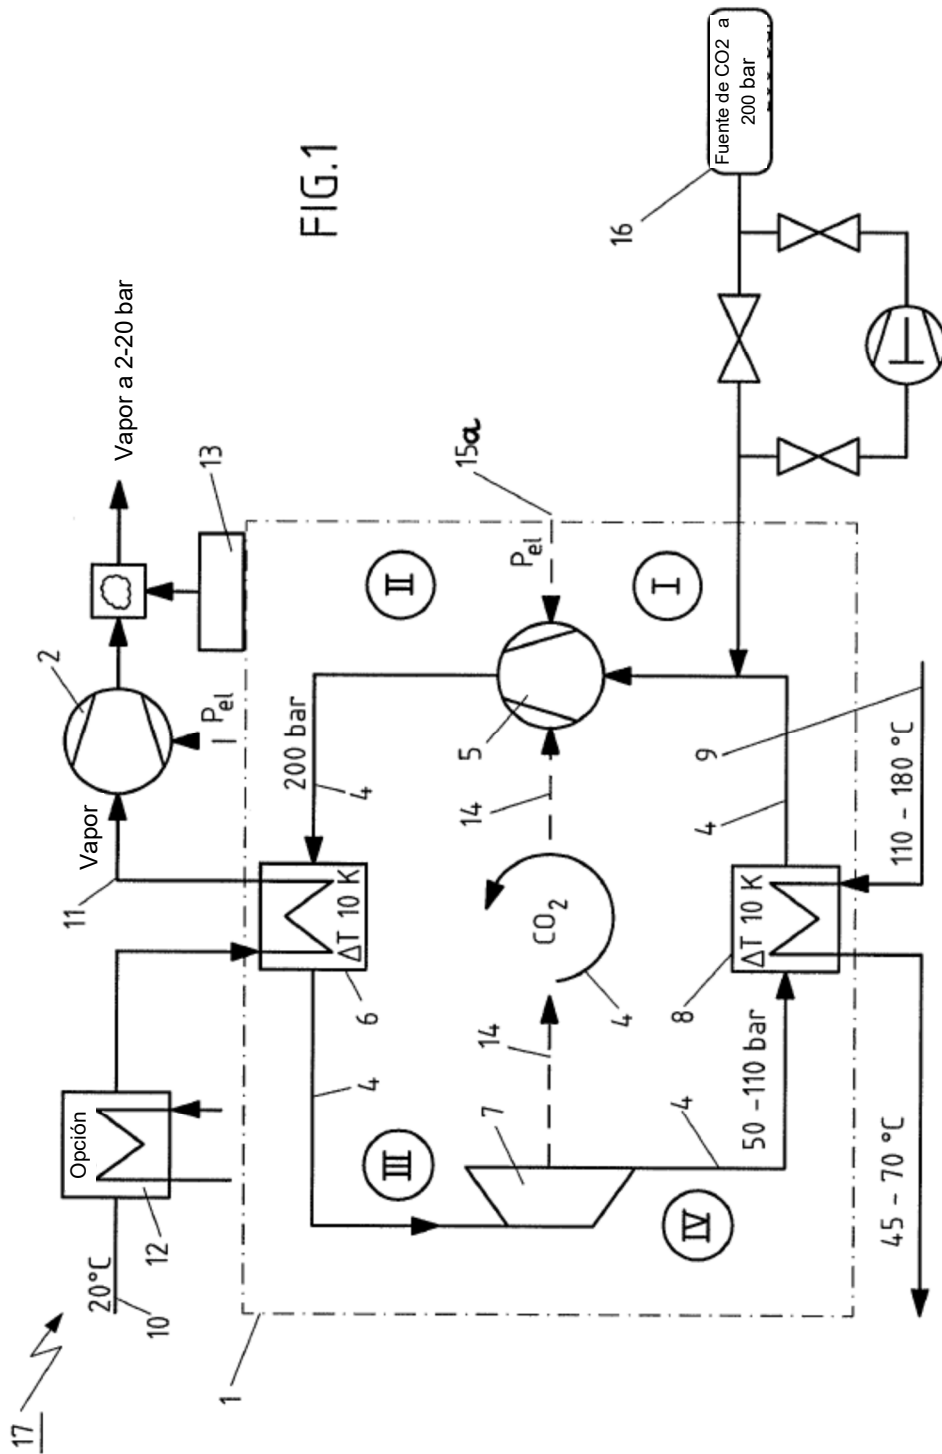 FIG.1
17
20°C
10
12
Opción
11
Vapor
2
P
el
Vapor a 2-20 bar
13
1
6
ΔT 10 K
4
200 bar
4
II
III
7
14
CO2
4
14
5
P
el
15a
I
IV
4
50 – 110 bar
8
ΔT 10 K
4
9
110 – 180 °C
45 – 70 °C
16
Fuente de CO2 a
200 bar